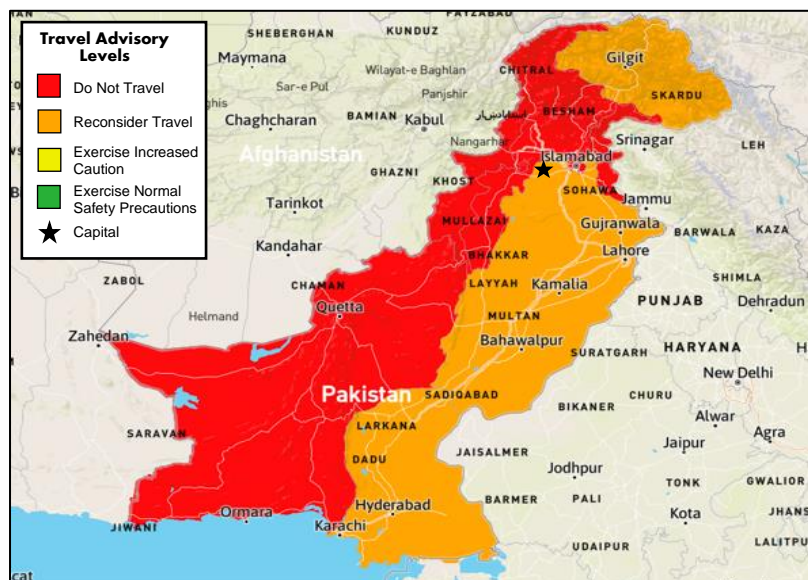 Travel Advisory
Levels
Do Not Travel
Reconsider Travel
Exercise Increased
Caution
Exercise Normal
Safety Precautions
Capital
SHEBERGHAN
KUNDUZ
Maymana
Wilayat-e Baghlan
CHITRAL
Gilgit
Sar-e Pul
Panjshir
SKARDU
Chaghcharan
BAMIAN
Kabul
BESHAM
Nangarhar
Srinagar
LEH
Afghanistan
Islamabad
GHAZNI
KHOST
SOHAWA
Jammu
Tarinkot
MULLAZAI
Gujranwala
BARWALA
KAZA
Kandahar
BHAKKAR
Lahore
ZABOL
CHAMAN
LAYYAH
Kamalia
SHIMLA
Helmand
Quetta
MULTAN
PUNJAB
Dehradun
Zahedan
Bahawalpur
SURATGARH
HARYANA
New Delhi
Pakistan
SADIQABAD
CHURU
BIKANER
Alwar
SARAVAN
LARKANA
Agra
DADU
JAISALMER
Jaipur
Jodhpur
TONK
GWALIOR
Ormara
Hyderabad
BARMER
PALI
Kota
JHANS
JIWANI
Karachi
UDAIPUR
LALITPU
cat